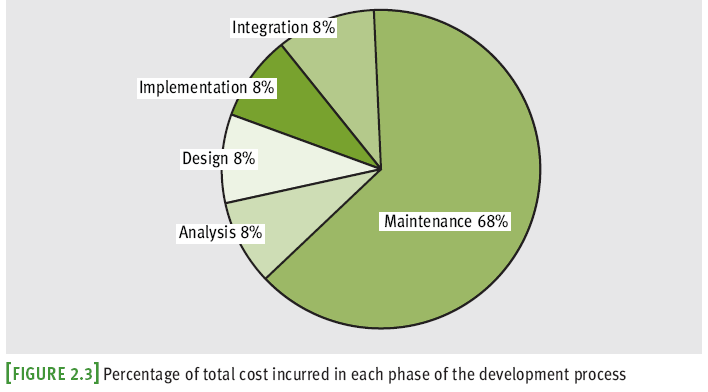 Integration 8%
Implementation 8%
Design 8%
Analysis 8%
Maintenance 68%
[FIGURE 2.3] Percentage of total cost incurred in each phase of the development process